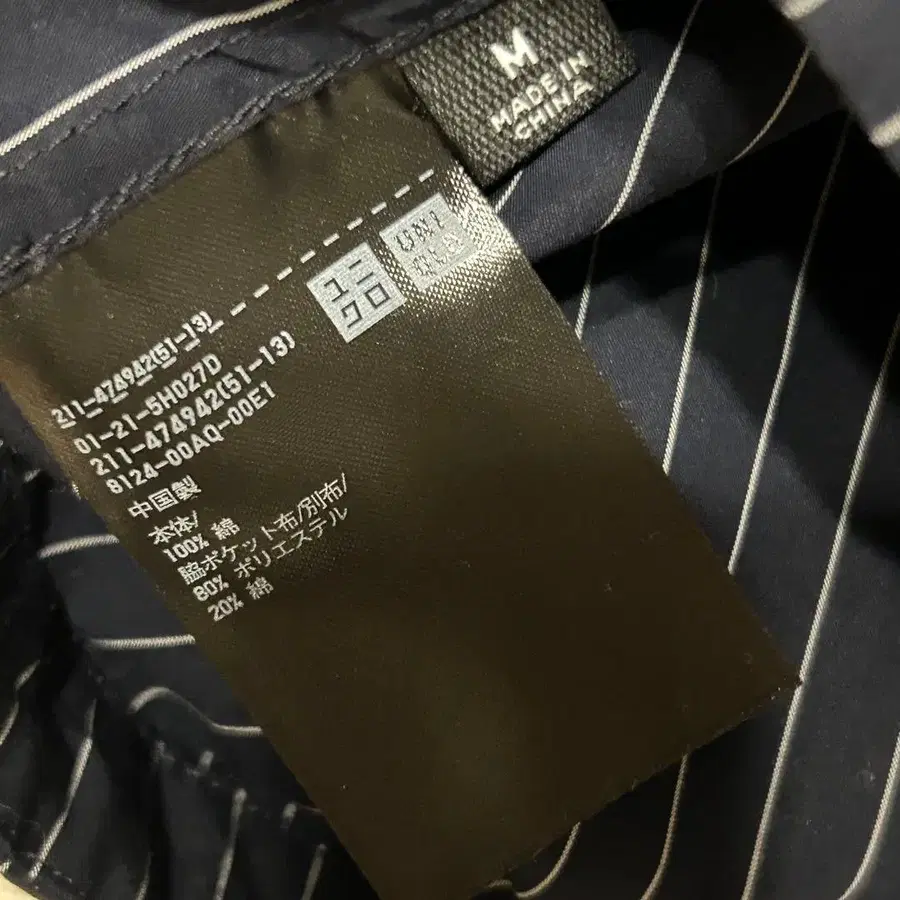 M
MADE IN
CHINA
ユニ
クロ
UNI
QLO
211-474942(51-13)
01-21-5H027D
211-474942(51-13)
8124-00AQ-00E1
中国製
本体/
100% 綿
脇ポケット布/別布/
80% ポリエステル
20% 綿